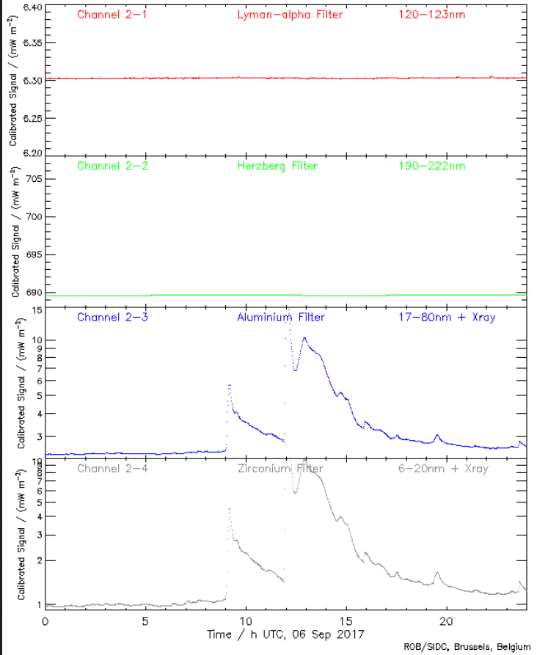 6.40
Channel 2-1 Lyman-alpha Filter 120-123nm
6.35
6.30
6.25
6.20
Calibrated Signal / (mW m⁻²)
Channel 2-2 Herzberg Filter 190-222nm
705
700
695
690
Calibrated Signal / (mW m⁻²)
15
Channel 2-3 Aluminium Filter 17-80nm + Xray
10
9
8
7
6
5
4
3
Calibrated Signal / (mW m⁻²)
10
Channel 2-4 Zirconium Filter 6-20nm + Xray
9
8
7
6
5
4
3
2
1
Calibrated Signal / (mW m⁻²)
0 5 10 15 20
Time / h UTC, 06 Sep 2017
ROB/SIDC, Brussels, Belgium